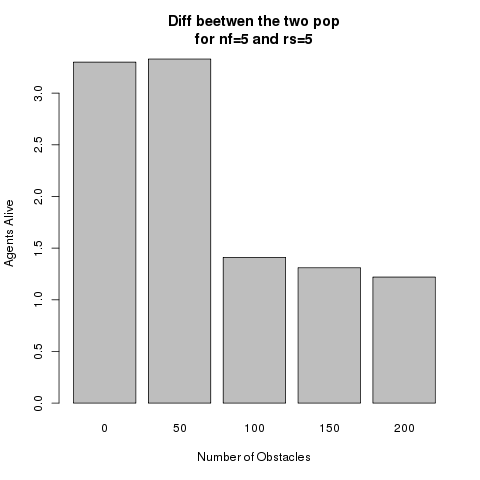 Diff beetwen the two pop
for nf=5 and rs=5
Agents Alive
3.0
2.5
2.0
1.5
1.0
0.5
0.0
0 50 100 150 200
Number of Obstacles